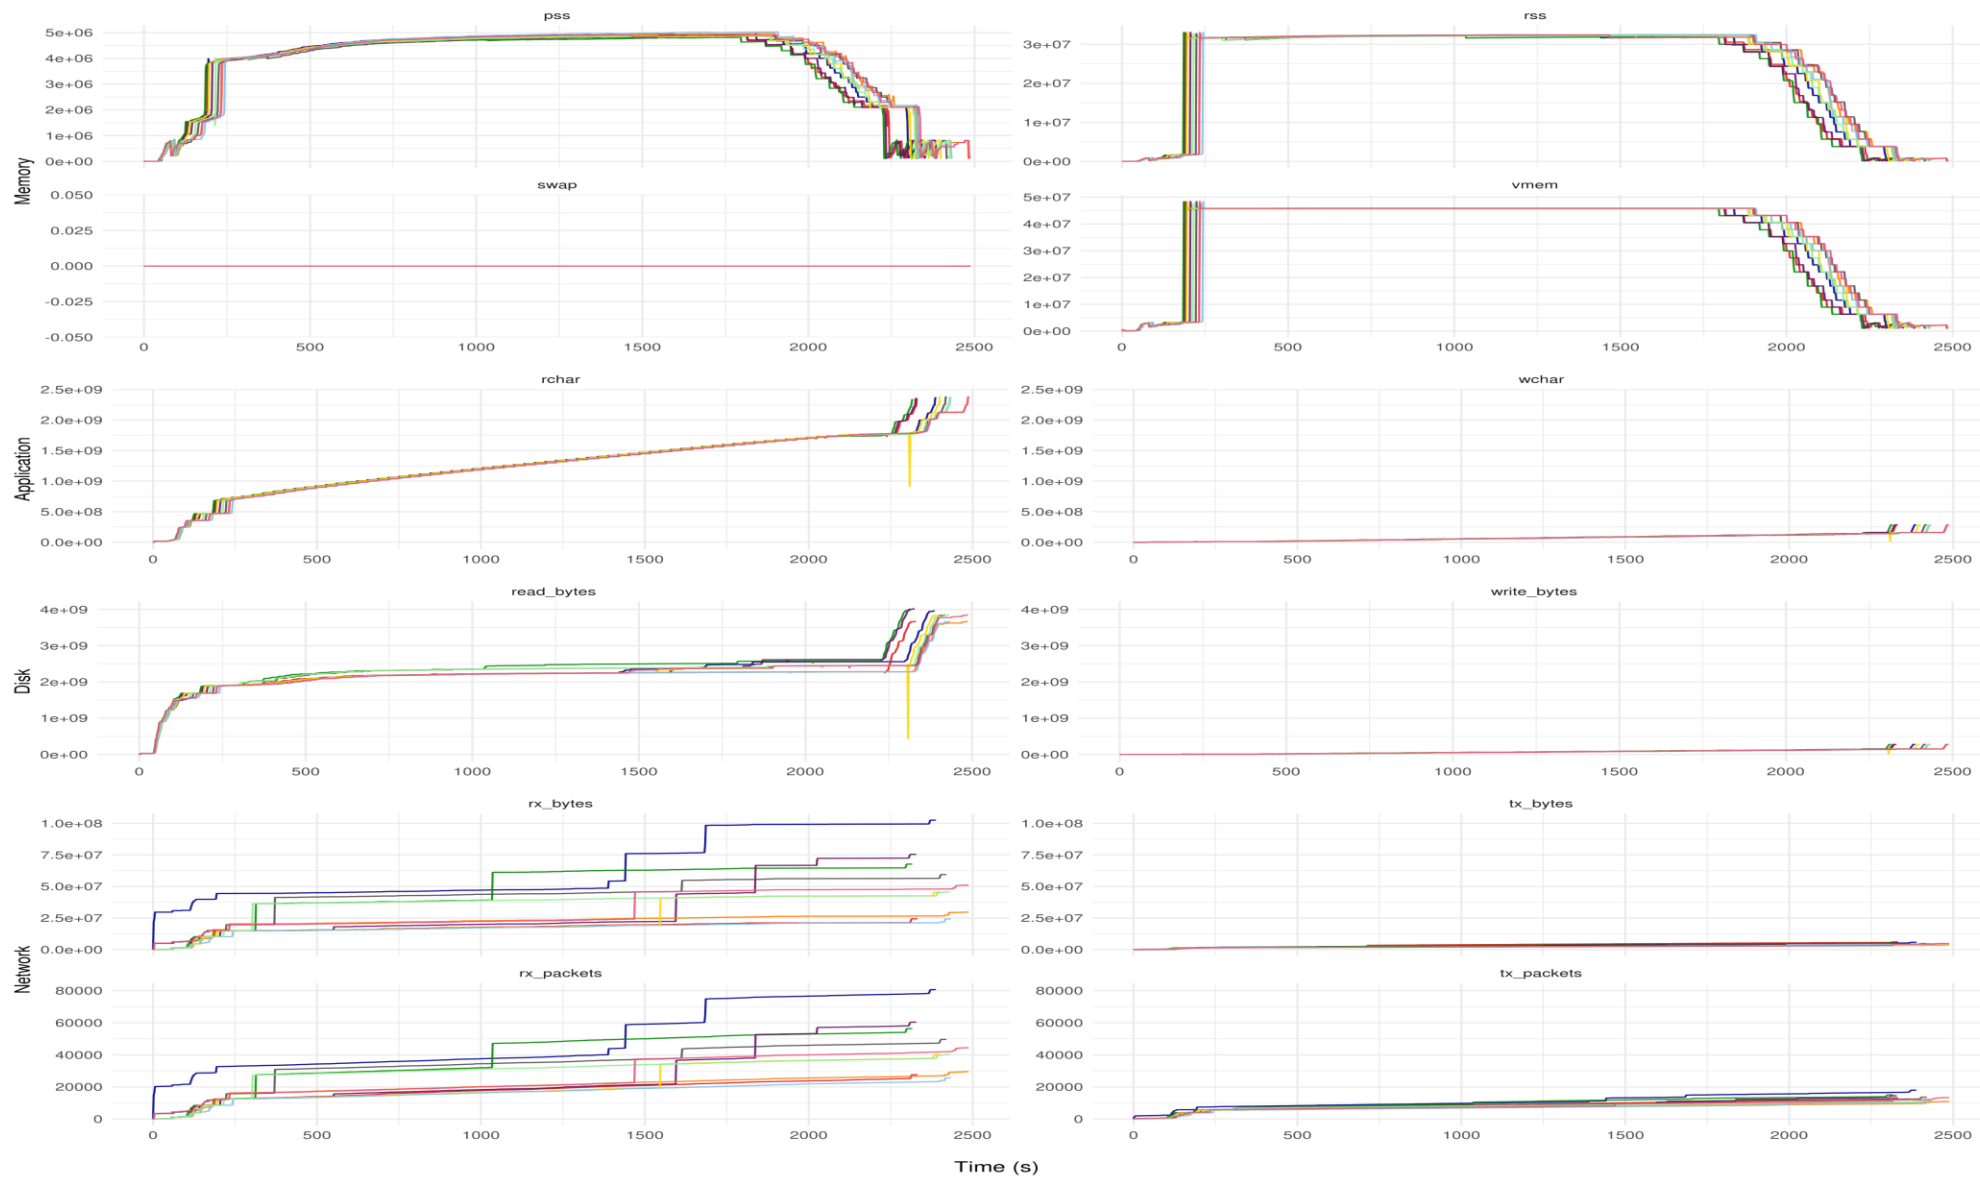 pss
rss
5e+06
4e+06
3e+06
2e+06
1e+06
0e+00
3e+07
2e+07
1e+07
0e+00
Memory
swap
vmem
0.050
0.025
0.000
-0.025
-0.050
5e+07
4e+07
3e+07
2e+07
1e+07
0e+00
0 500 1000 1500 2000 2500
0 500 1000 1500 2000 2500
rchar
wchar
2.5e+09
2.0e+09
1.5e+09
1.0e+09
5.0e+08
0.0e+00
2.5e+09
2.0e+09
1.5e+09
1.0e+09
5.0e+08
0.0e+00
Application
0 500 1000 1500 2000 2500
0 500 1000 1500 2000 2500
read_bytes
write_bytes
4e+09
3e+09
2e+09
1e+09
0e+00
4e+09
3e+09
2e+09
1e+09
0e+00
Disk
0 500 1000 1500 2000 2500
0 500 1000 1500 2000 2500
rx_bytes
tx_bytes
1.0e+08
7.5e+07
5.0e+07
2.5e+07
0.0e+00
1.0e+08
7.5e+07
5.0e+07
2.5e+07
0.0e+00
Network
rx_packets
tx_packets
80000
60000
40000
20000
0
80000
60000
40000
20000
0
0 500 1000 1500 2000 2500
0 500 1000 1500 2000 2500
Time (s)